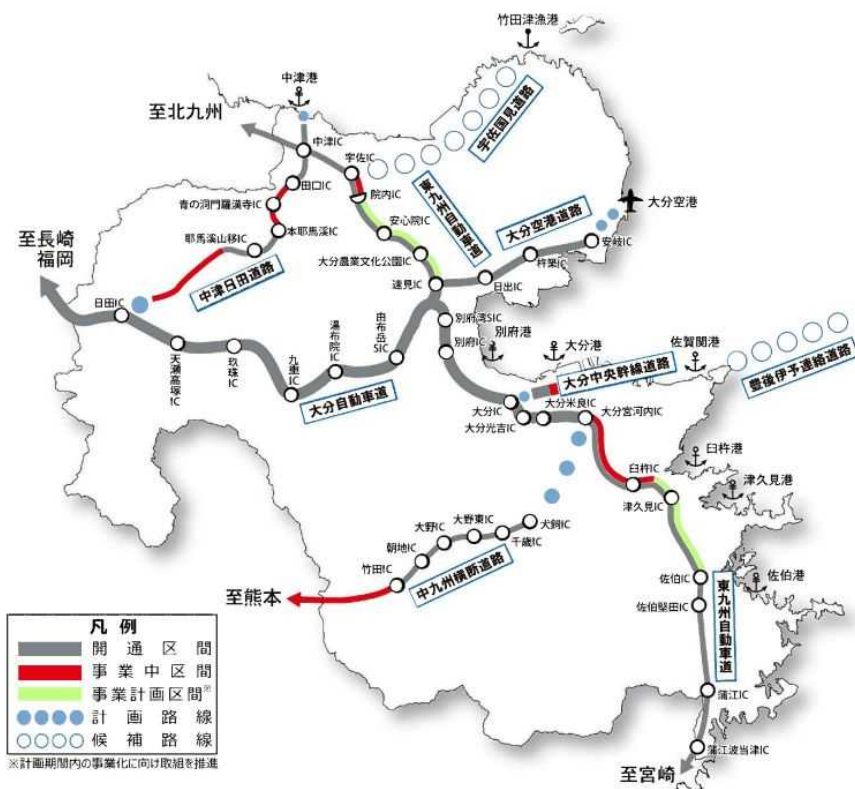 竹田津漁港
中津港
至北九州
中津IC
宇佐IC
宇佐国見道路
田口IC
院内IC
青の洞門羅漢寺IC
東九州自動車道
大分空港道路
大分空港
安心院IC
本耶馬溪IC
安岐IC
耶馬溪山移IC
大分農業文化公園IC
杵築IC
至長崎
福岡
中津日田道路
速見IC
日出IC
日田IC
別府湾SIC
別府港
大分港
佐賀関港
由布岳SIC
湯布院IC
別府IC
天瀬高塚IC
玖珠IC
九重IC
大分自動車道
大分中央幹線道路
豊後伊予連絡道路
大分IC
大分米良IC
大分宮河内IC
大分光吉IC
臼杵港
臼杵IC
津久見港
津久見IC
大野東IC
犬飼IC
大野IC
千歳IC
朝地IC
竹田IC
中九州横断道路
至熊本
佐伯IC
佐伯港
佐伯堅田IC
東九州自動車道
凡例
開通区間
事業中区間
事業計画区間※
計画路線
候補路線
※計画期間内の事業化に向け取組を推進
蒲江IC
蒲江波当津IC
至宮崎